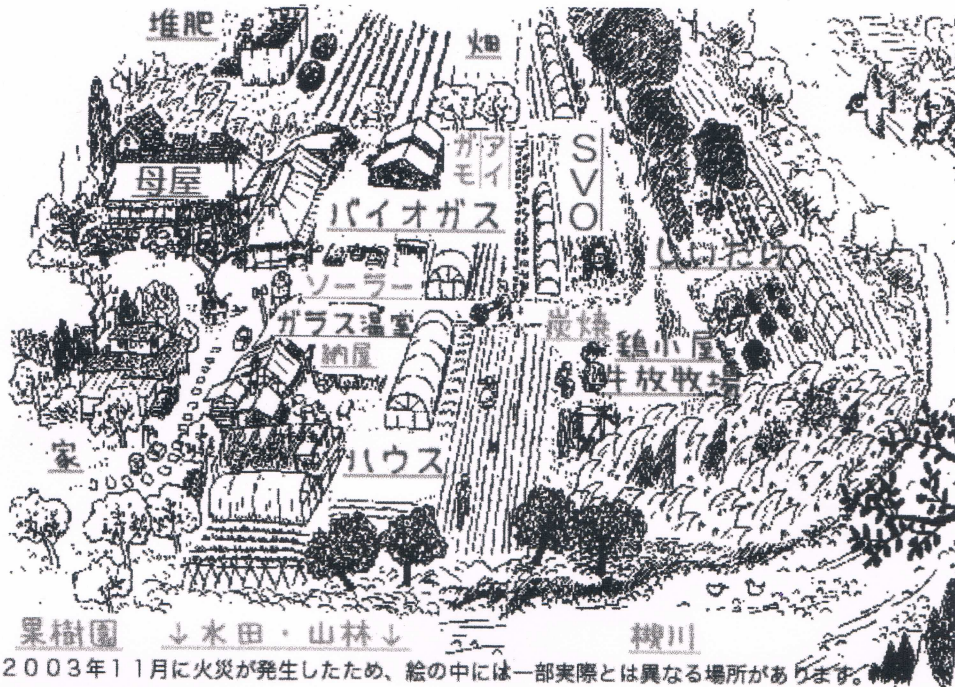 堆肥
畑
母屋
アイ
ガモ
SVO
バイオガス
しいたけ
ソーラー
ガラス温室
炭焼
鶏小屋
納屋
牛放牧場
家
ハウス
果樹園
↓水田・山林↓
槻川
2003年11月に火災が発生したため、絵の中には一部実際とは異なる場所があります。